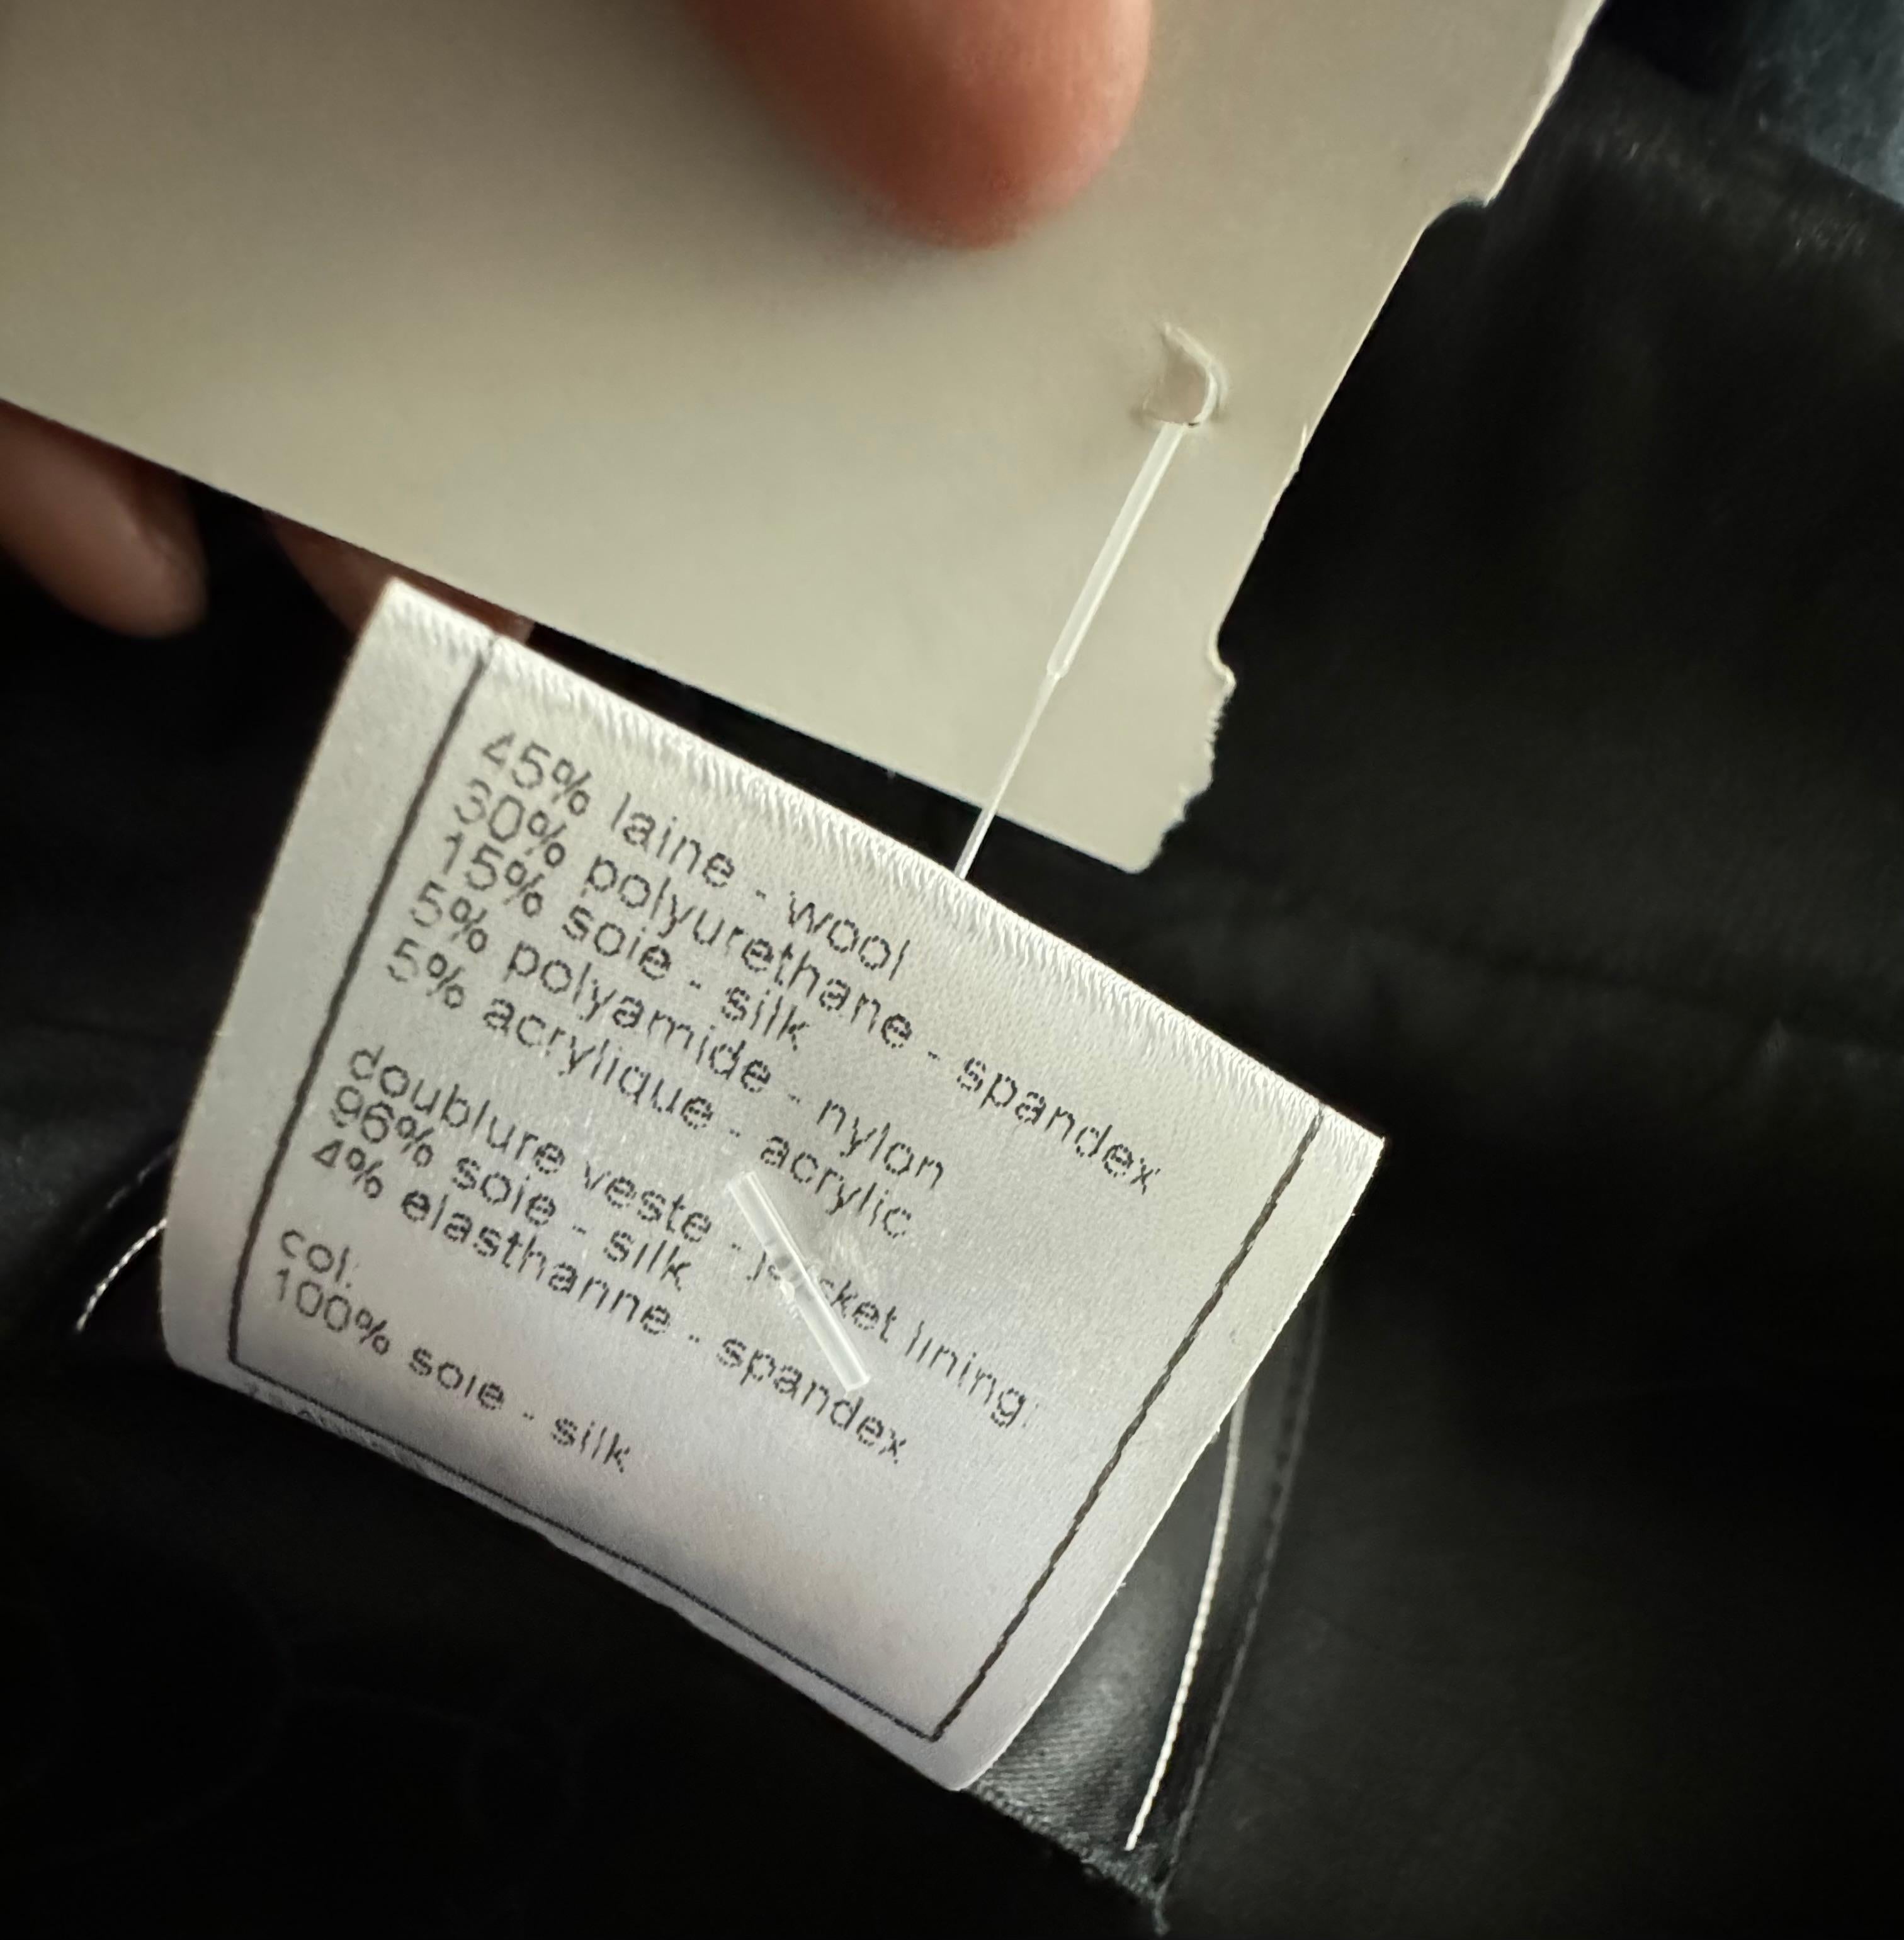 45% laine - wool
30% polyurethane - spandex
15% soie - silk
5% polyamide - nylon
5% acrylique - acrylic
doublure veste - jacket lining:
96% soie - silk
4% elasthanne - spandex
col:
100% soie - silk